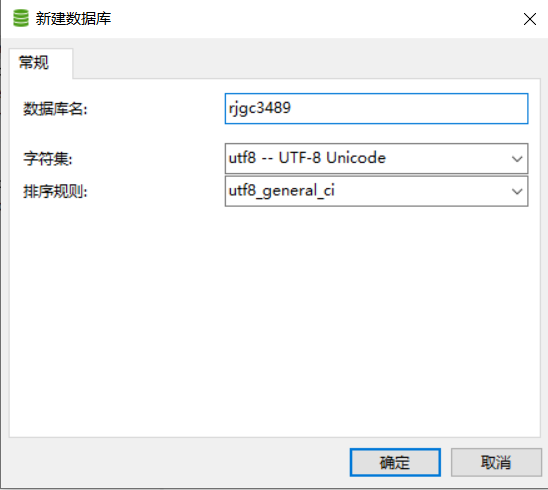 新建数据库
常规
数据库名: rjgc3489
字符集: utf8 -- UTF-8 Unicode
排序规则: utf8_general_ci
确定 取消